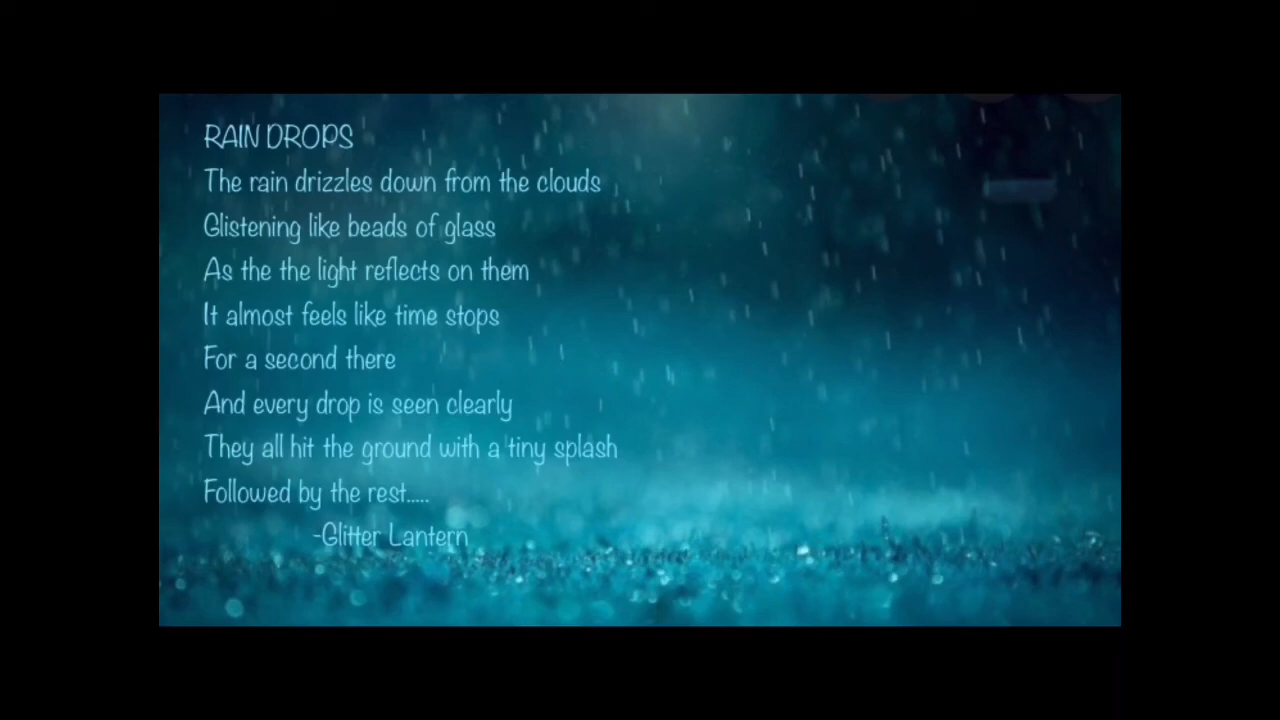 RAIN DROPS
The rain drizzles down from the clouds
Glistening like beads of glass
As the the light reflects on them
It almost feels like time stops
For a second there
And every drop is seen clearly
They all hit the ground with a tiny splash
Followed by the rest.....
-Glitter Lantern